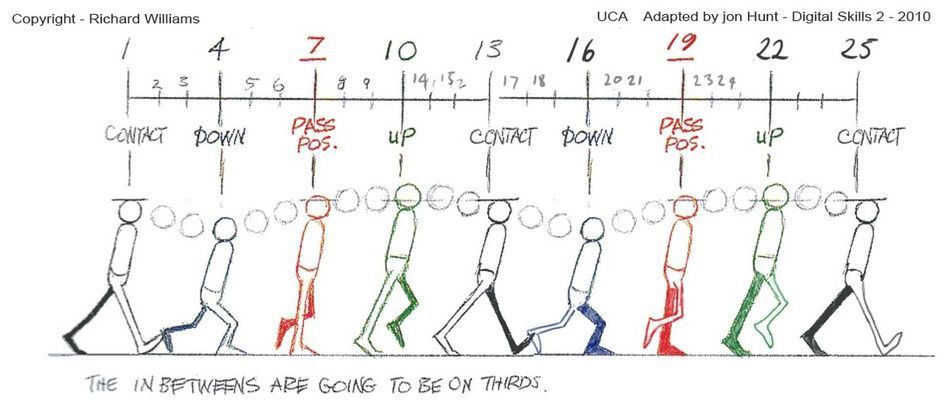 Copyright - Richard Williams
UCA Adapted by jon Hunt - Digital Skills 2 - 2010
1 4 7 10 13 16 19 22 25
2 3 5 6 8 9 14, 15 2 17 18 20 21 23 24
CONTACT DOWN PASS POS. UP CONTACT DOWN PASS POS. UP CONTACT
THE INBETWEENS ARE GOING TO BE ON THIRDS.